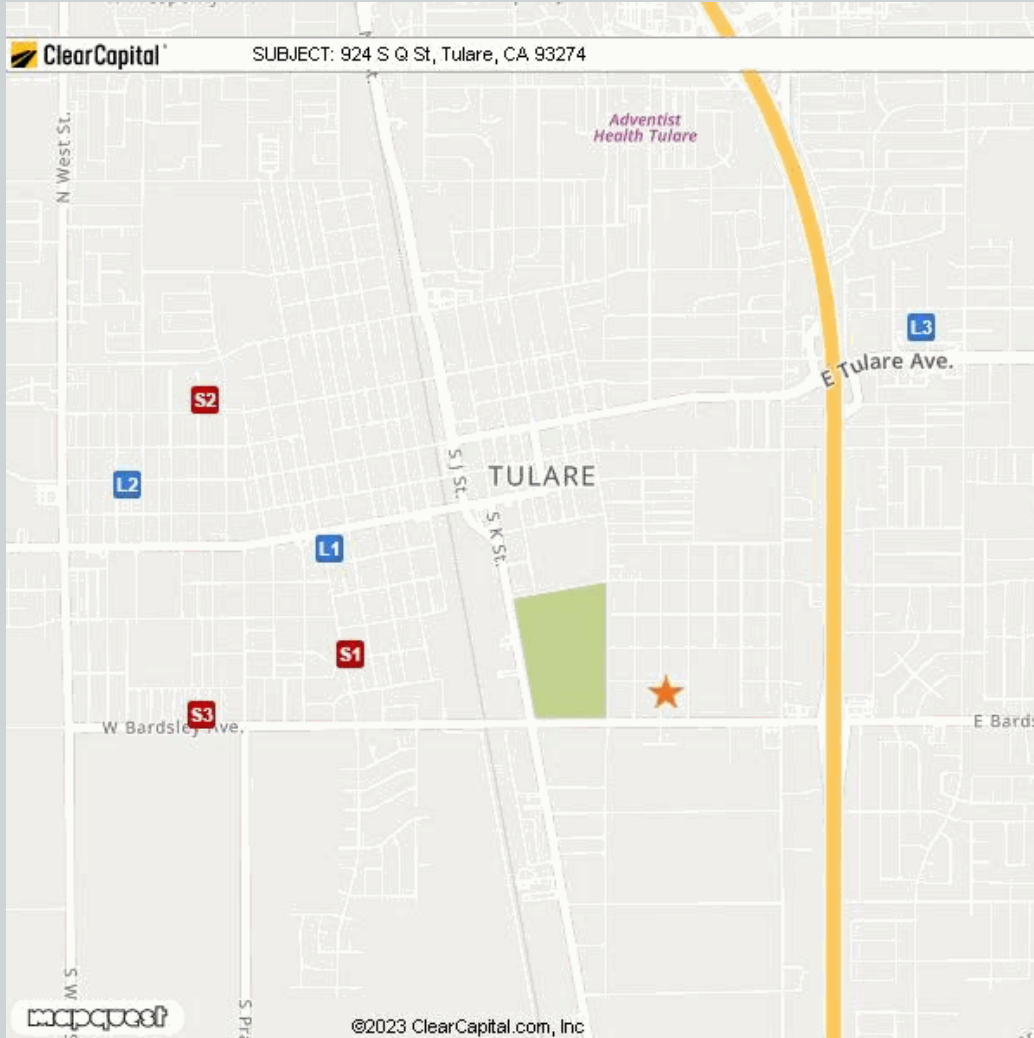 ClearCapital
SUBJECT: 924 S Q St, Tulare, CA 93274
N West St.
Adventist
Health Tulare
L3
E Tulare Ave.
S2
S J St.
TULARE
L2
S K St.
L1
S1
S3
W Bardsley Ave.
E Bards
S W
S Pra
mapquest
©2023 ClearCapital.com, Inc